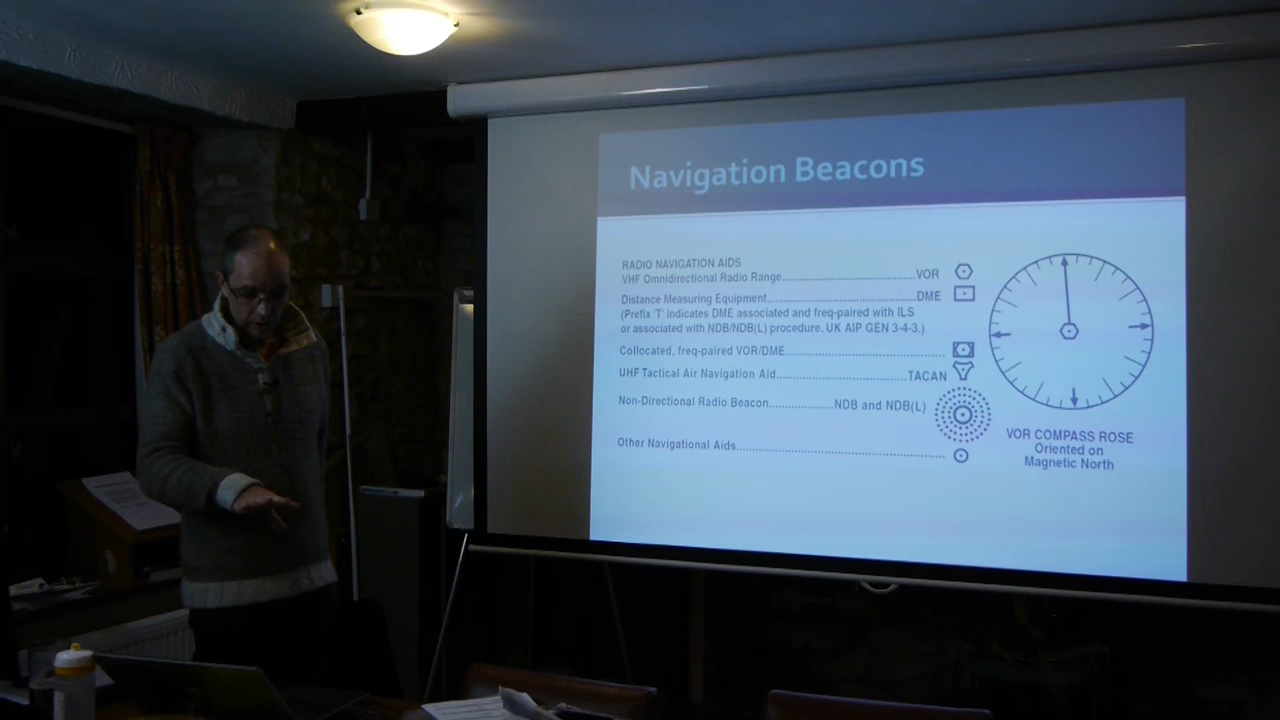 Navigation Beacons
RADIO NAVIGATION AIDS
VHF Omnidirectional Radio Range..........................................VOR
Distance Measuring Equipment...............................................DME
(Prefix 'T' indicates DME associated and freq-paired with ILS
or associated with NDB/NDB(L) procedure. UK AIP GEN 3-4-3.)
Collocated, freq-paired VOR/DME..................................................
UHF Tactical Air Navigation Aid.........................................TACAN
Non-Directional Radio Beacon....................NDB and NDB(L)
Other Navigational Aids................................................................
VOR COMPASS ROSE
Oriented on
Magnetic North